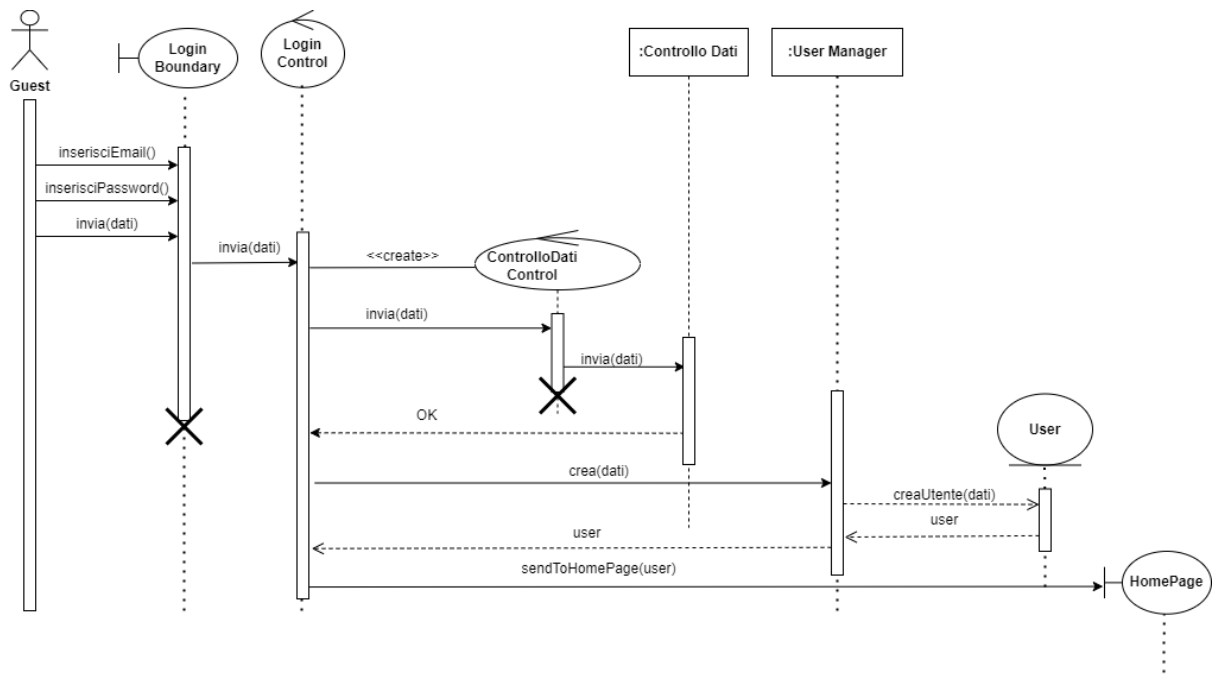 Login
Boundary
Login
Control
:Controllo Dati
:User Manager
Guest
inserisciEmail()
inserisciPassword()
invia(dati)
invia(dati)
<<create>>
ControlloDati
Control
invia(dati)
invia(dati)
OK
User
crea(dati)
creaUtente(dati)
user
user
sendToHomePage(user)
HomePage